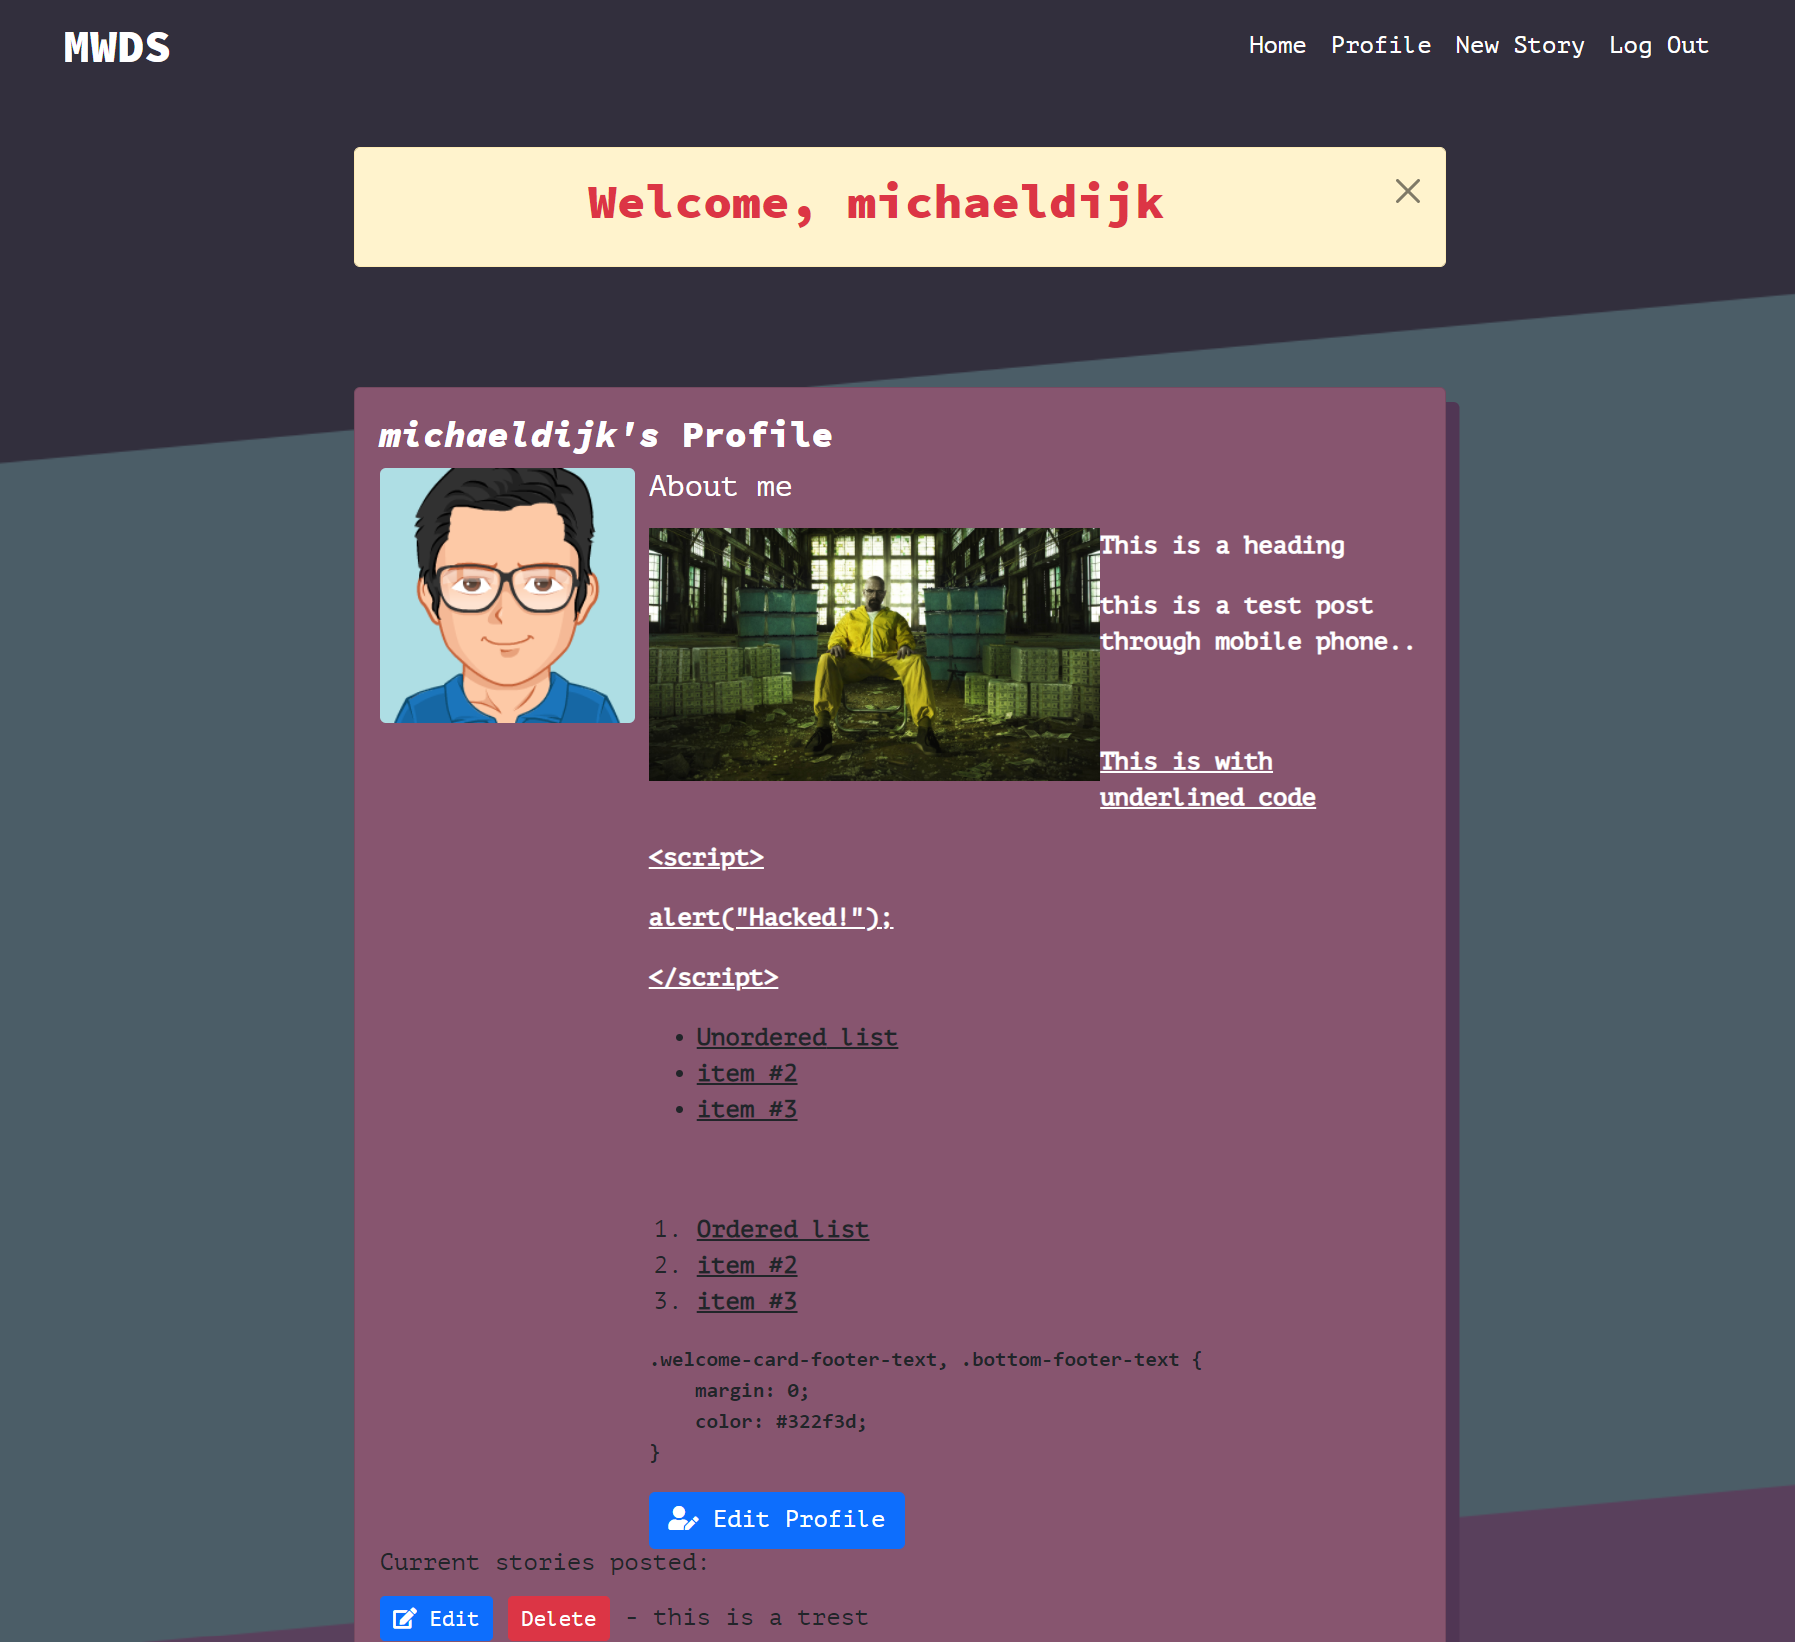 MWDS
Home Profile New Story Log Out
Welcome, michaeldijk
michaeldijk's Profile
About me
This is a heading
this is a test post
through mobile phone..
This is with
underlined code
<script>
alert("Hacked!");
</script>
• Unordered list
• item #2
• item #3
1. Ordered list
2. item #2
3. item #3
.welcome-card-footer-text, .bottom-footer-text {
    margin: 0;
    color: #322f3d;
}
Edit Profile
Current stories posted:
Edit Delete - this is a trest